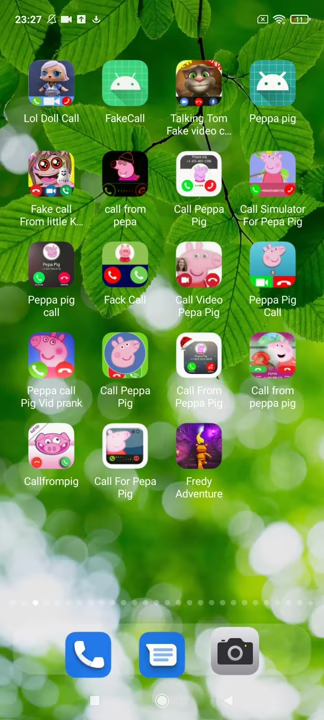 23:27
11
Lol Doll Call
FakeCall
Talking Tom
Fake video c...
Peppa pig
Fake call
From little K...
call from
pepa
Call Peppa
Pig
Call Simulator
For Pepa Pig
Peppa pig
call
Fack Call
Call Video
Pepa Pig
Peppa Pig
Call
Peppa call
Pig Vid prank
Call Peppa
Pig
Call From
Peppa Pig
Call from
peppa pig
Callfrompig
Call For Pepa
Pig
Fredy
Adventure